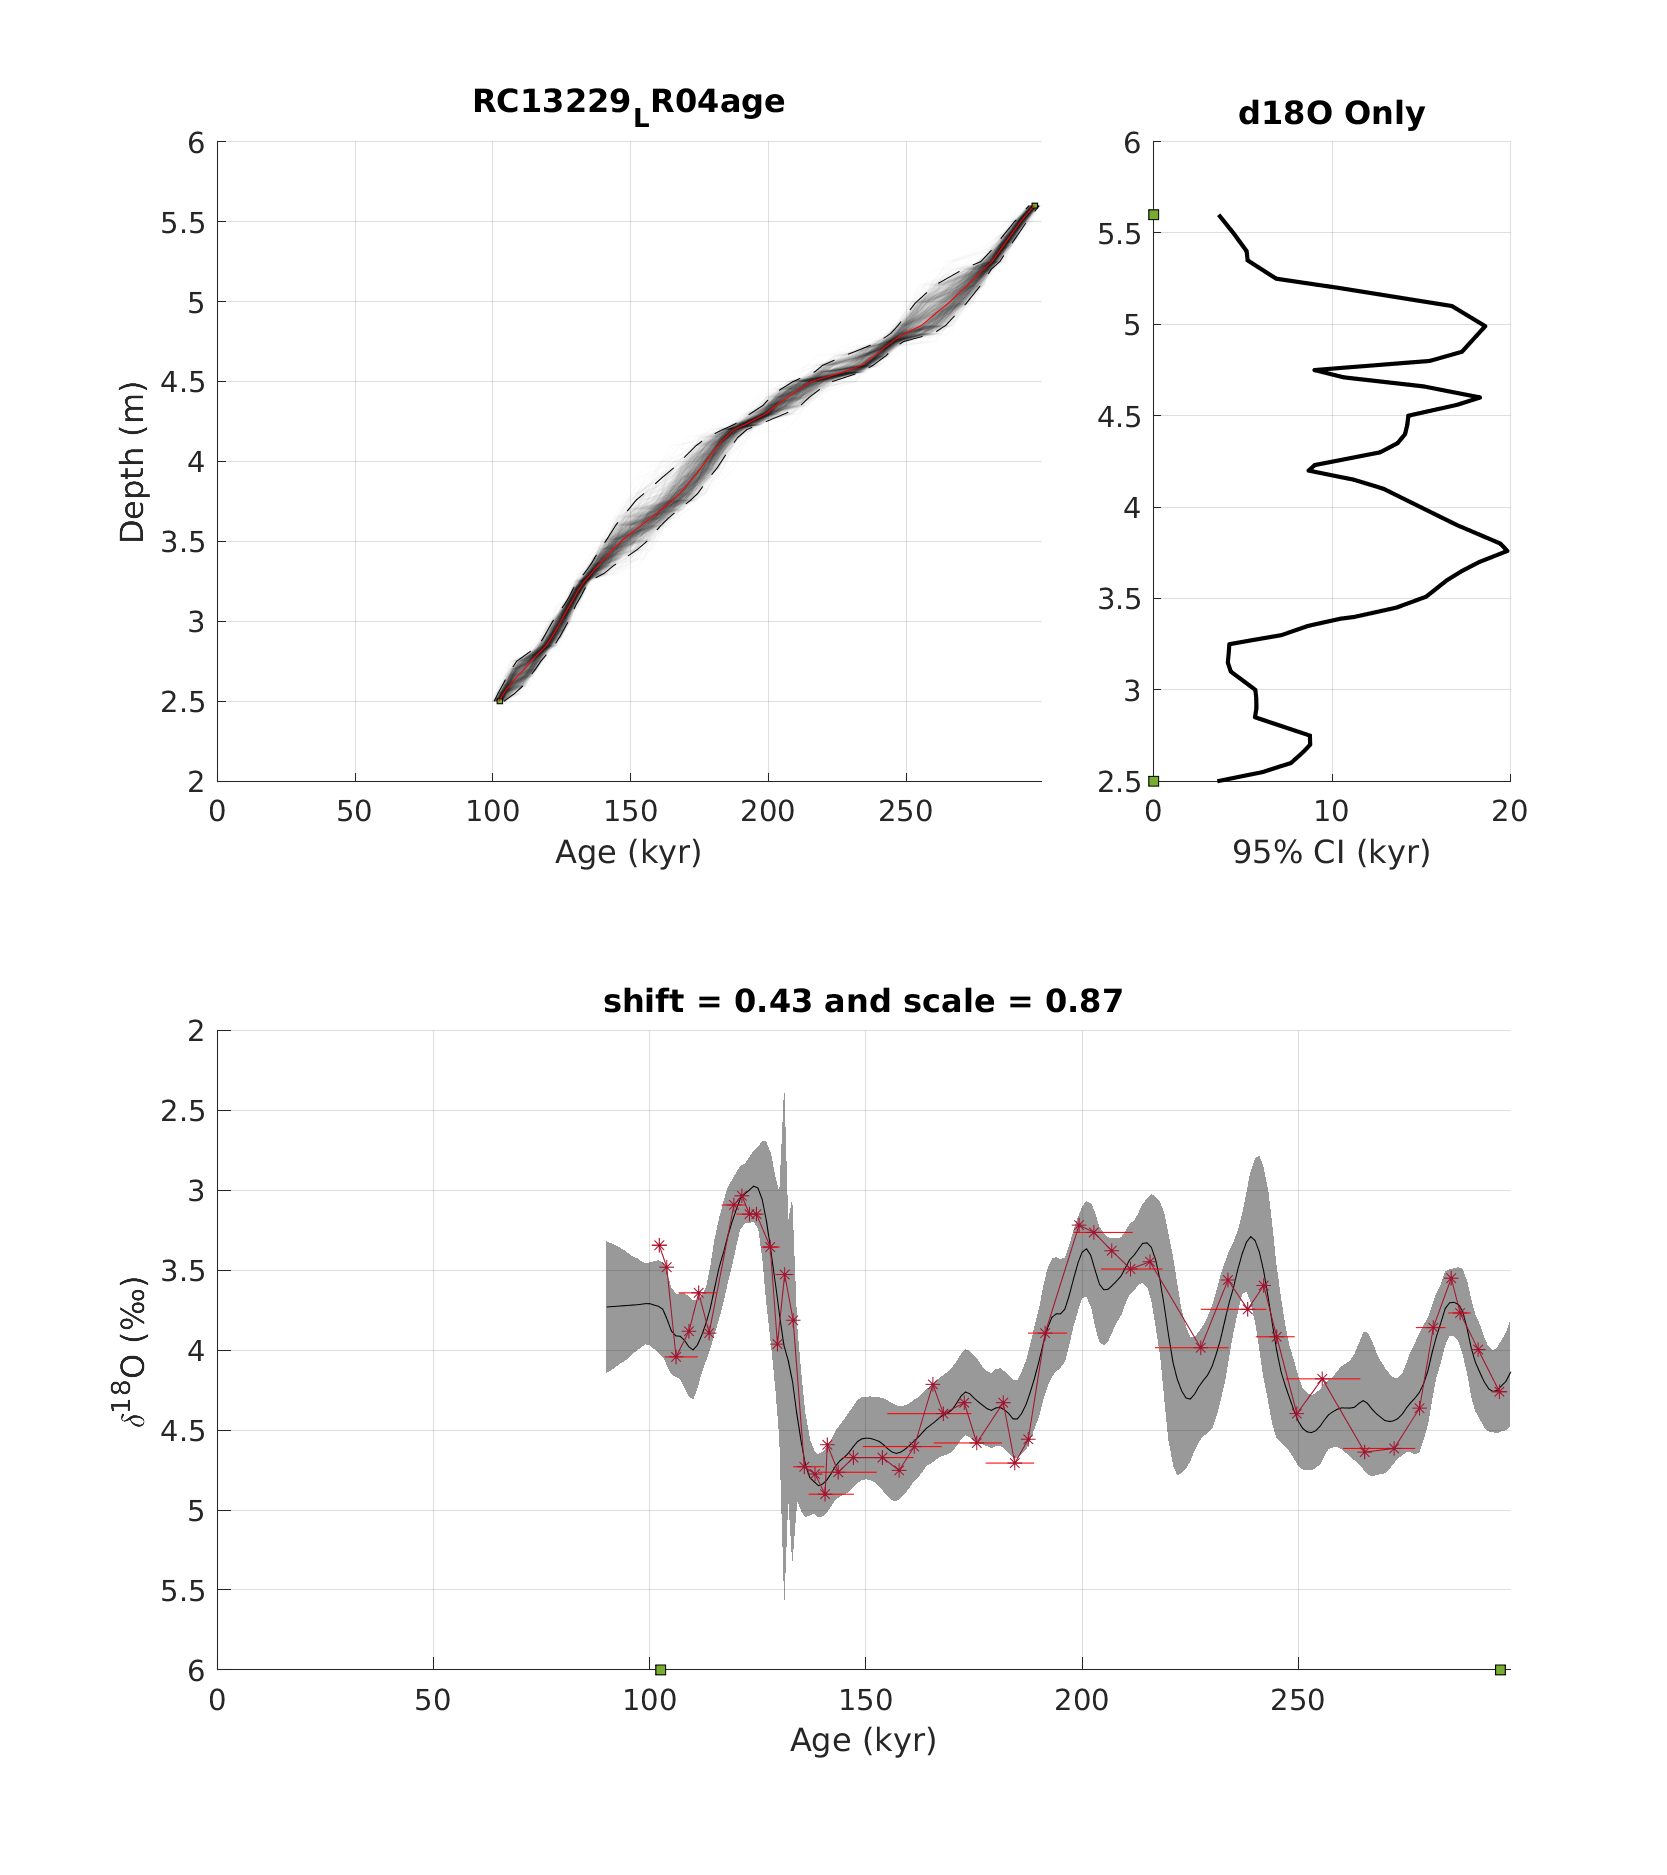 RC13229_LR04age
d18O Only
6
5.5
5
4.5
4
3.5
3
2.5
2
Depth (m)
0 50 100 150 200 250
Age (kyr)
6
5.5
5
4.5
4
3.5
3
2.5
0 10 20
95% CI (kyr)
shift = 0.43 and scale = 0.87
2
2.5
3
3.5
4
4.5
5
5.5
6
δ18O (‰)
0 50 100 150 200 250
Age (kyr)